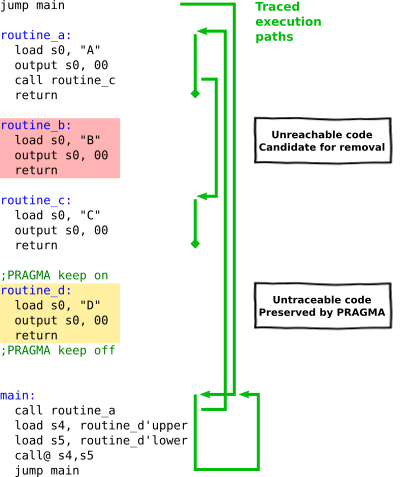 jump main
routine_a:
load s0, "A"
output s0, 00
call routine_c
return
routine_b:
load s0, "B"
output s0, 00
return
routine_c:
load s0, "C"
output s0, 00
return
;PRAGMA keep on
routine_d:
load s0, "D"
output s0, 00
return
;PRAGMA keep off
main:
call routine_a
load s4, routine_d'upper
load s5, routine_d'lower
call@ s4,s5
jump main
Traced
execution
paths
Unreachable code
Candidate for removal
Untraceable code
Preserved by PRAGMA